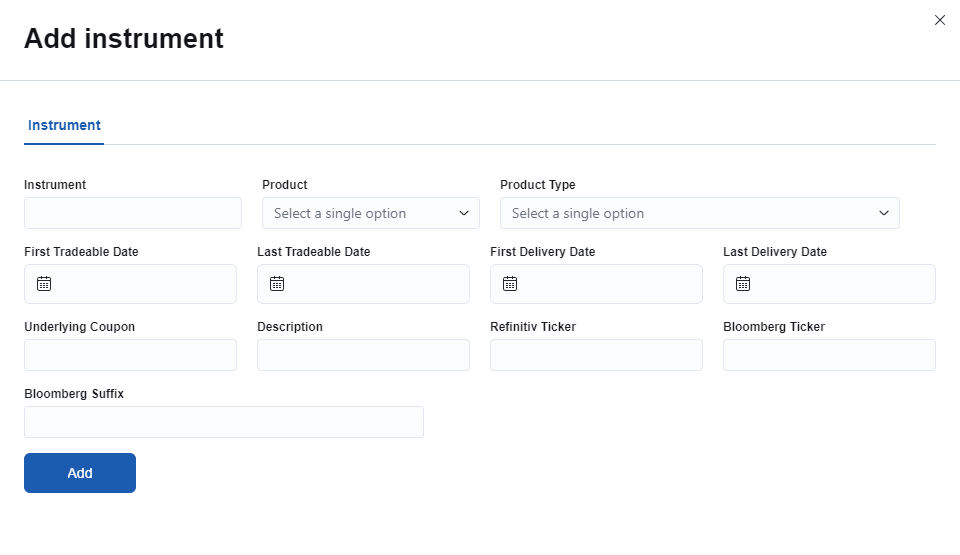 Add instrument
Instrument
Instrument Product Product Type
Select a single option Select a single option
First Tradeable Date Last Tradeable Date First Delivery Date Last Delivery Date
Underlying Coupon Description Refinitiv Ticker Bloomberg Ticker
Bloomberg Suffix
Add